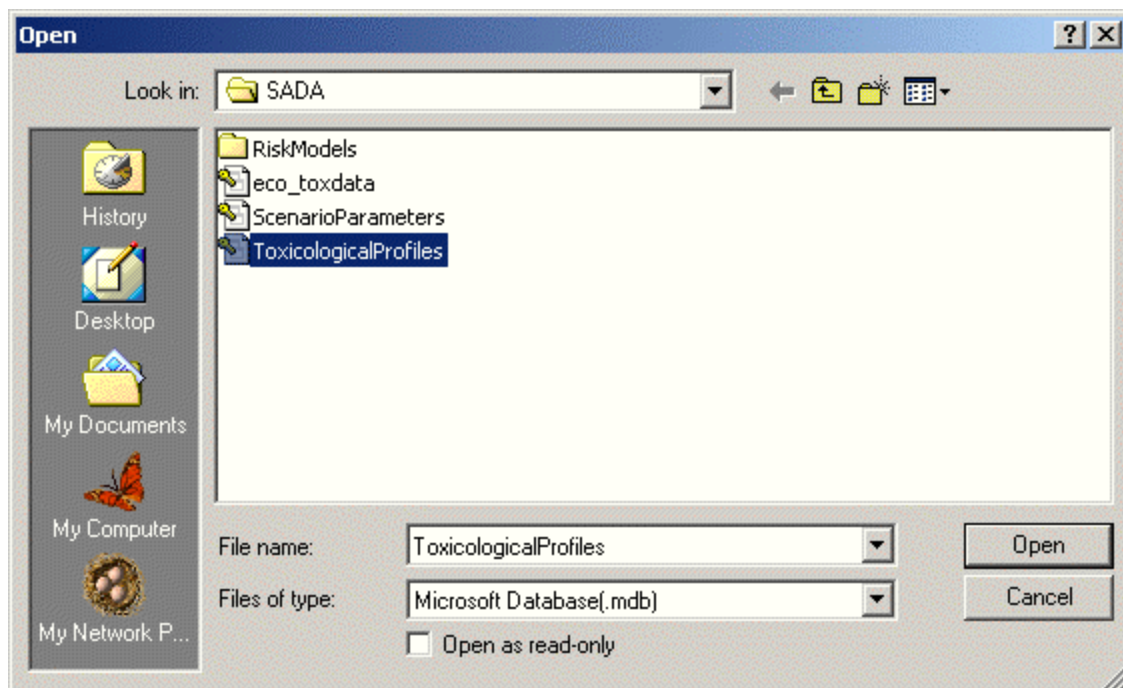 Open
Look in: SADA
RiskModels
eco_toxdata
ScenarioParameters
ToxicologicalProfiles
History
Desktop
My Documents
My Computer
My Network P...
File name: ToxicologicalProfiles Open
Files of type: Microsoft Database(.mdb) Cancel
Open as read-only